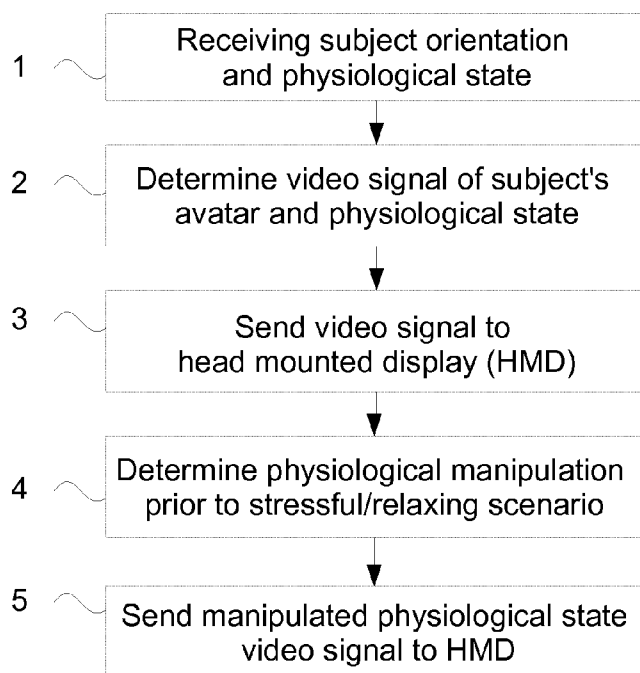 1
Receiving subject orientation
and physiological state
2
Determine video signal of subject's
avatar and physiological state
3
Send video signal to
head mounted display (HMD)
4
Determine physiological manipulation
prior to stressful/relaxing scenario
5
Send manipulated physiological state
video signal to HMD